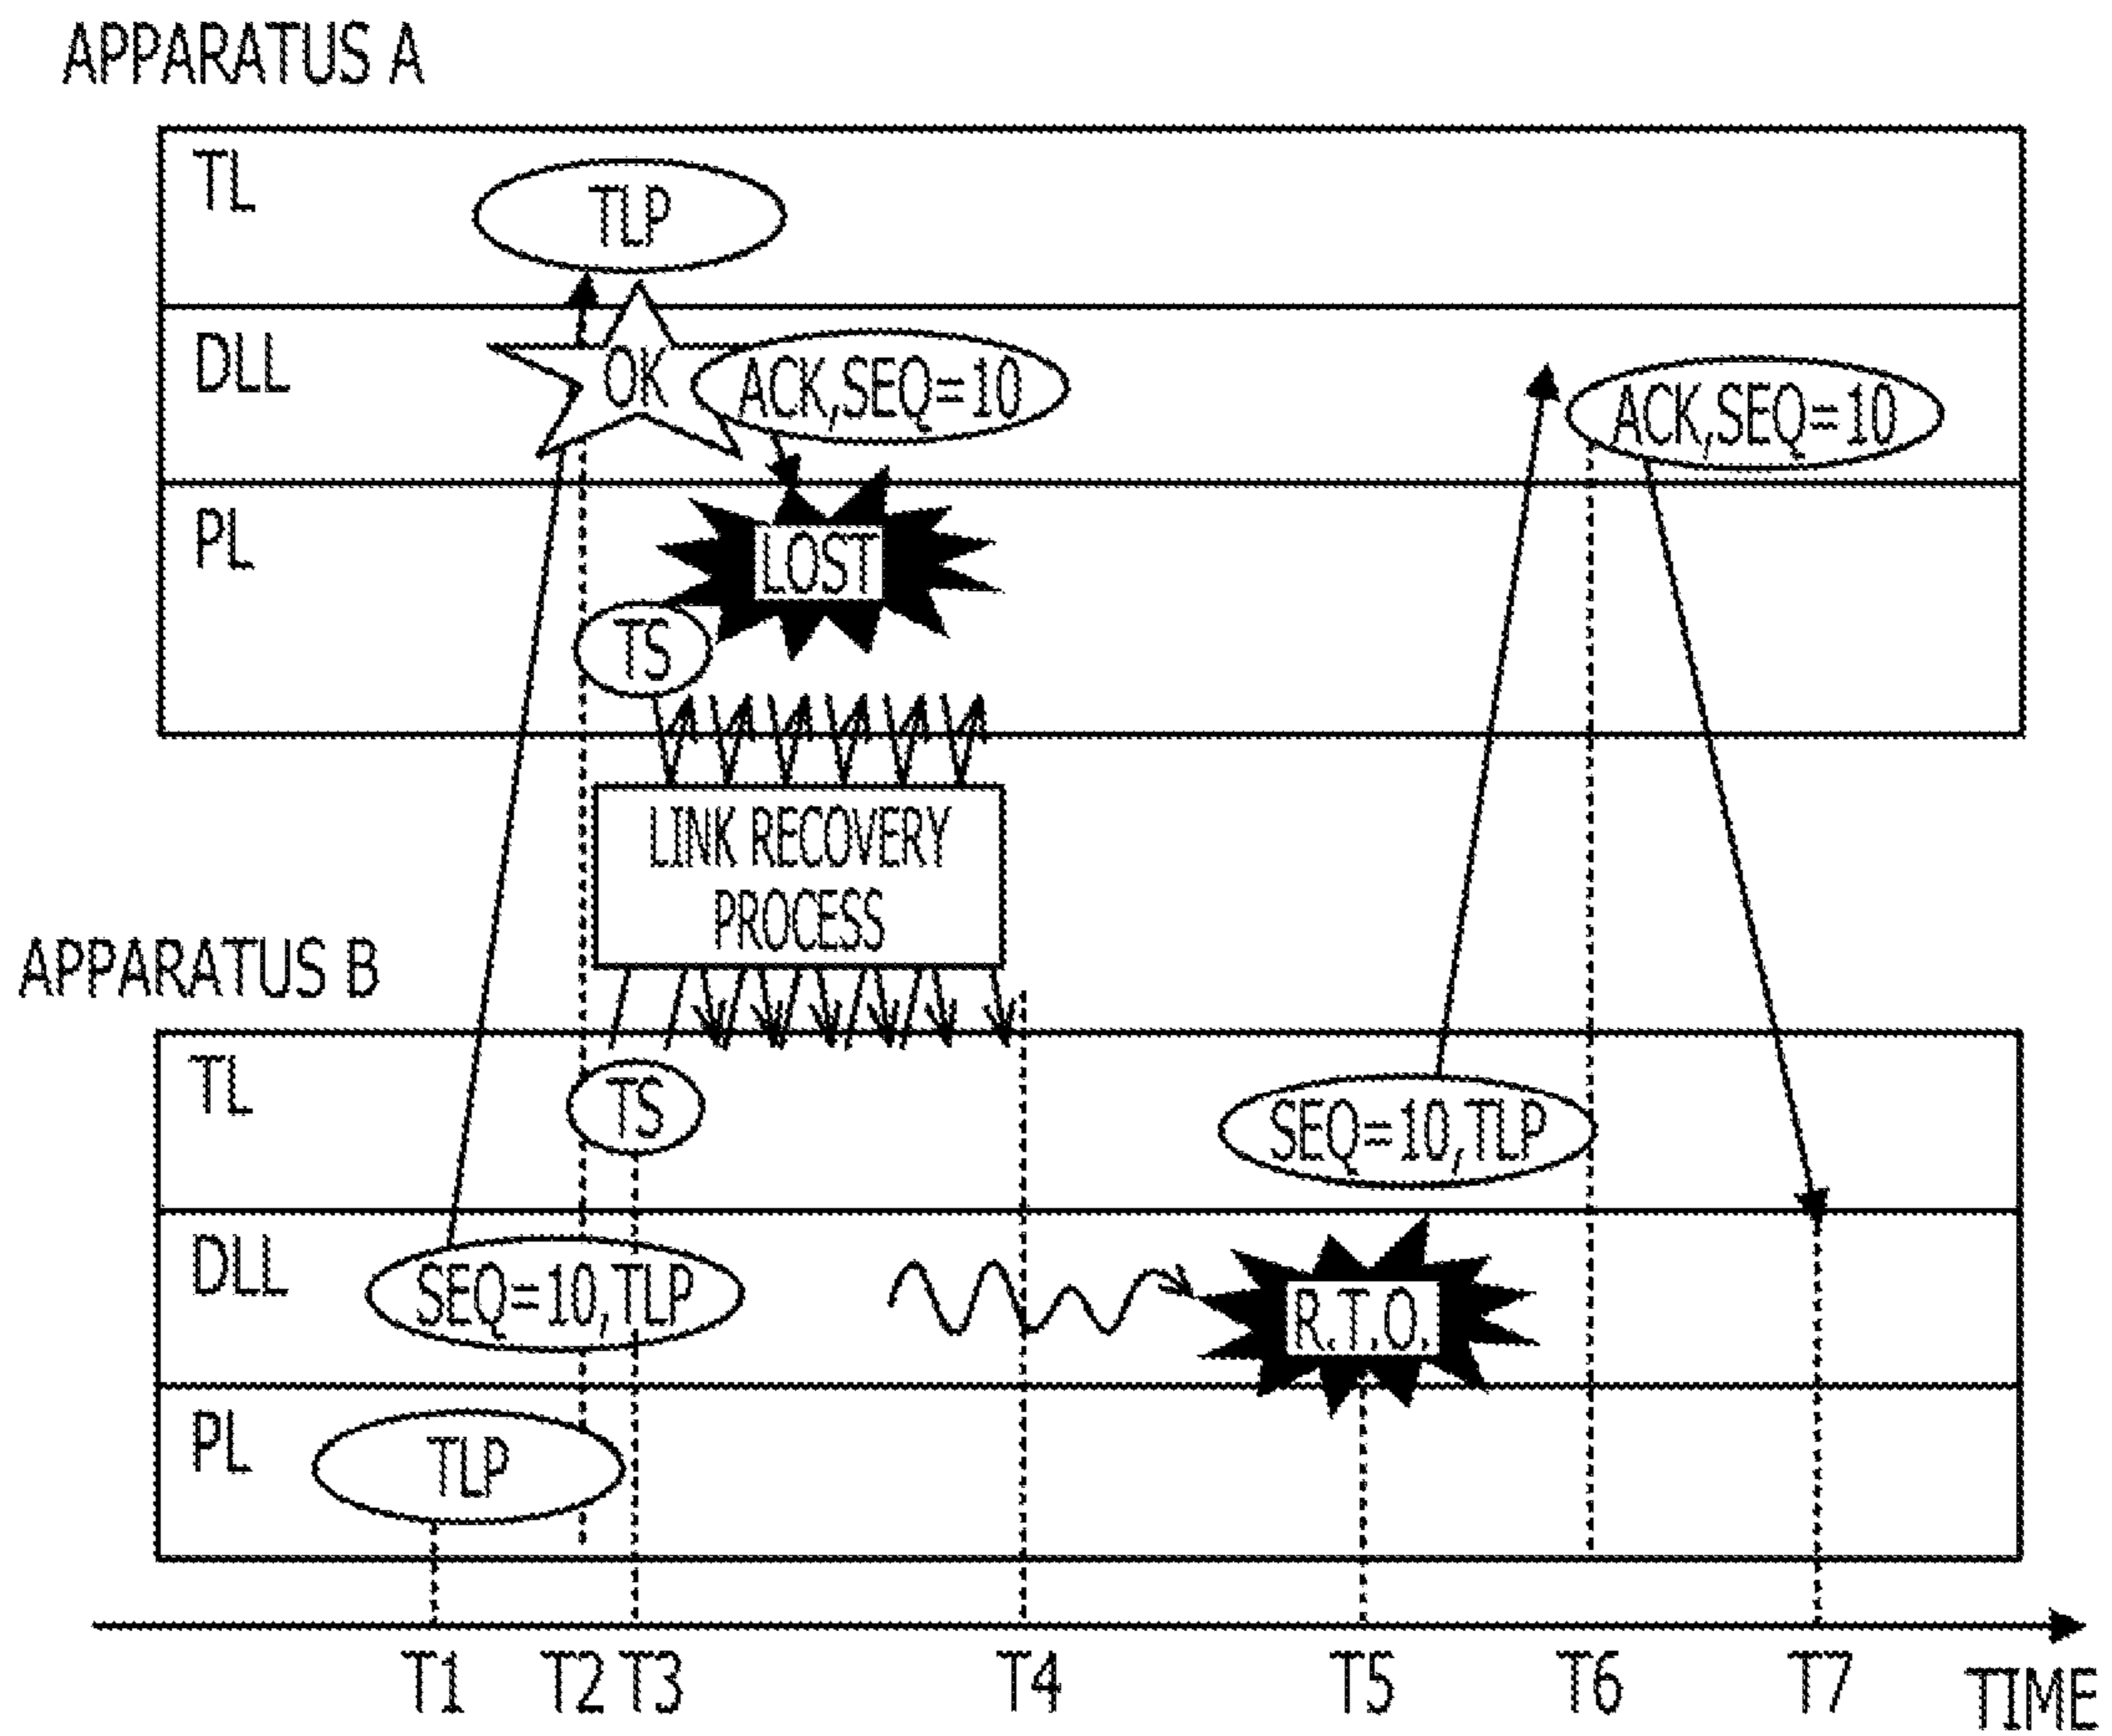 APPARATUS A
TL
TLP
DLL
OK
ACK,SEQ=10
ACK,SEQ=10
PL
LOST
TS
LINK RECOVERY
PROCESS
APPARATUS B
TL
TS
SEQ=10,TLP
DLL
SEQ=10,TLP
R.T.O.
PL
TLP
T1
T2
T3
T4
T5
T6
T7
TIME